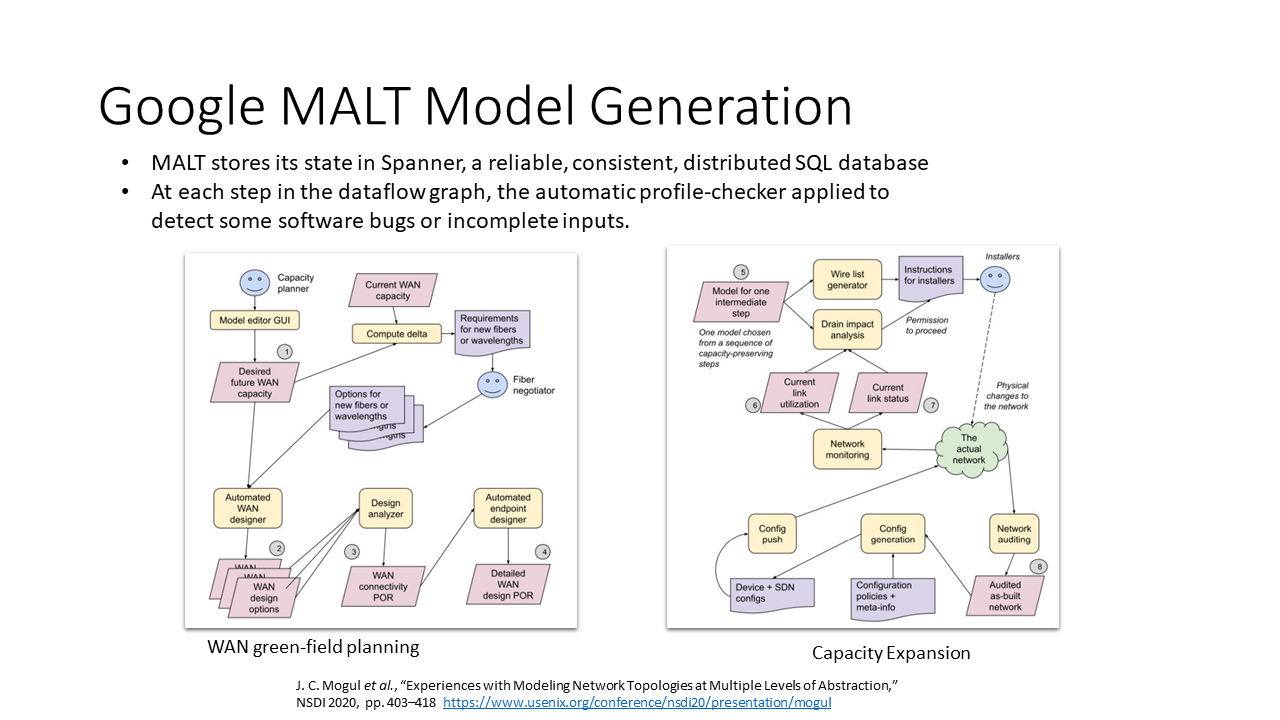 Google MALT Model Generation
• MALT stores its state in Spanner, a reliable, consistent, distributed SQL database
• At each step in the dataflow graph, the automatic profile-checker applied to
detect some software bugs or incomplete inputs.
Capacity
planner
Model editor GUI
1
Desired
future WAN
capacity
Current WAN
capacity
Compute delta
Requirements
for new fibers
or wavelengths
Fiber
negotiator
Options for
new fibers or
wavelengths
ngths
ngths
Automated
WAN
designer
2
WAN
WAN
WAN
design
options
Design
analyzer
3
WAN
connectivity
POR
Automated
endpoint
designer
4
Detailed
WAN
design POR
WAN green-field planning
5
Model for one
intermediate
step
One model chosen
from a sequence of
capacity-preserving
steps
Wire list
generator
Instructions
for installers
Installers
Drain impact
analysis
Permission
to proceed
6
Current
link
utilization
Current
link status
7
Physical
changes to
the network
Network
monitoring
The
actual
network
Config
push
Config
generation
Network
auditing
8
Device + SDN
configs
Configuration
policies +
meta-info
Audited
as-built
network
Capacity Expansion
J. C. Mogul et al., “Experiences with Modeling Network Topologies at Multiple Levels of Abstraction,”
NSDI 2020, pp. 403–418 https://www.usenix.org/conference/nsdi20/presentation/mogul